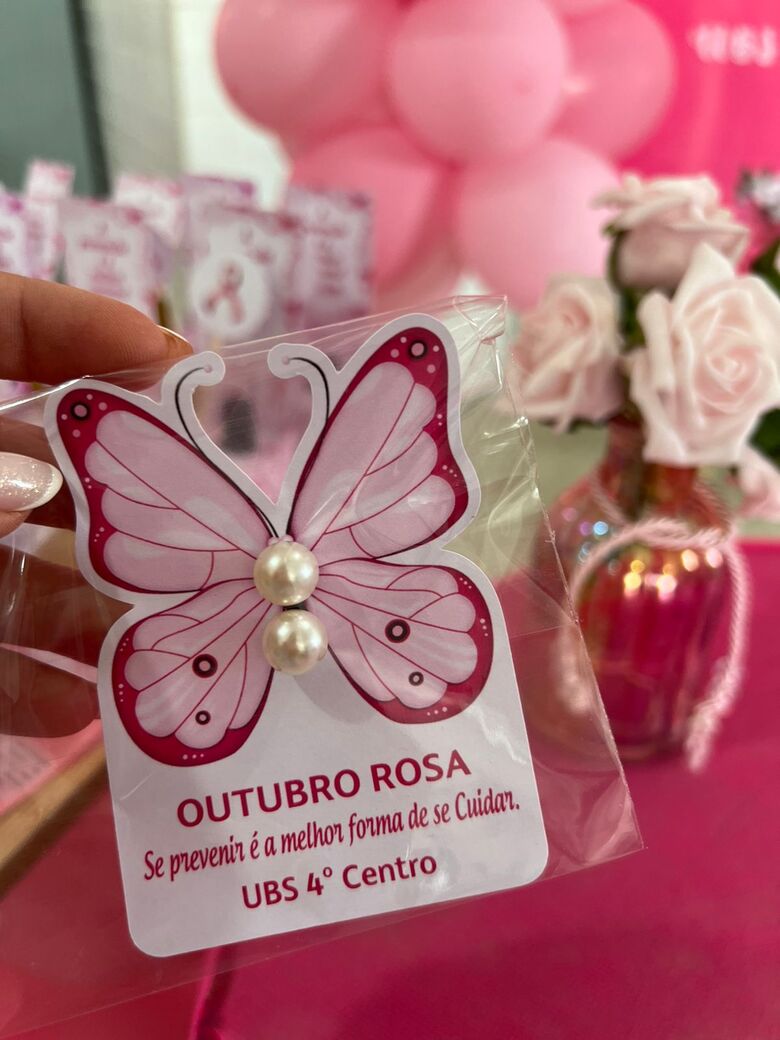 OUTUBRO ROSA
Se prevenir é a melhor forma de se Cuidar.
UBS 4º Centro